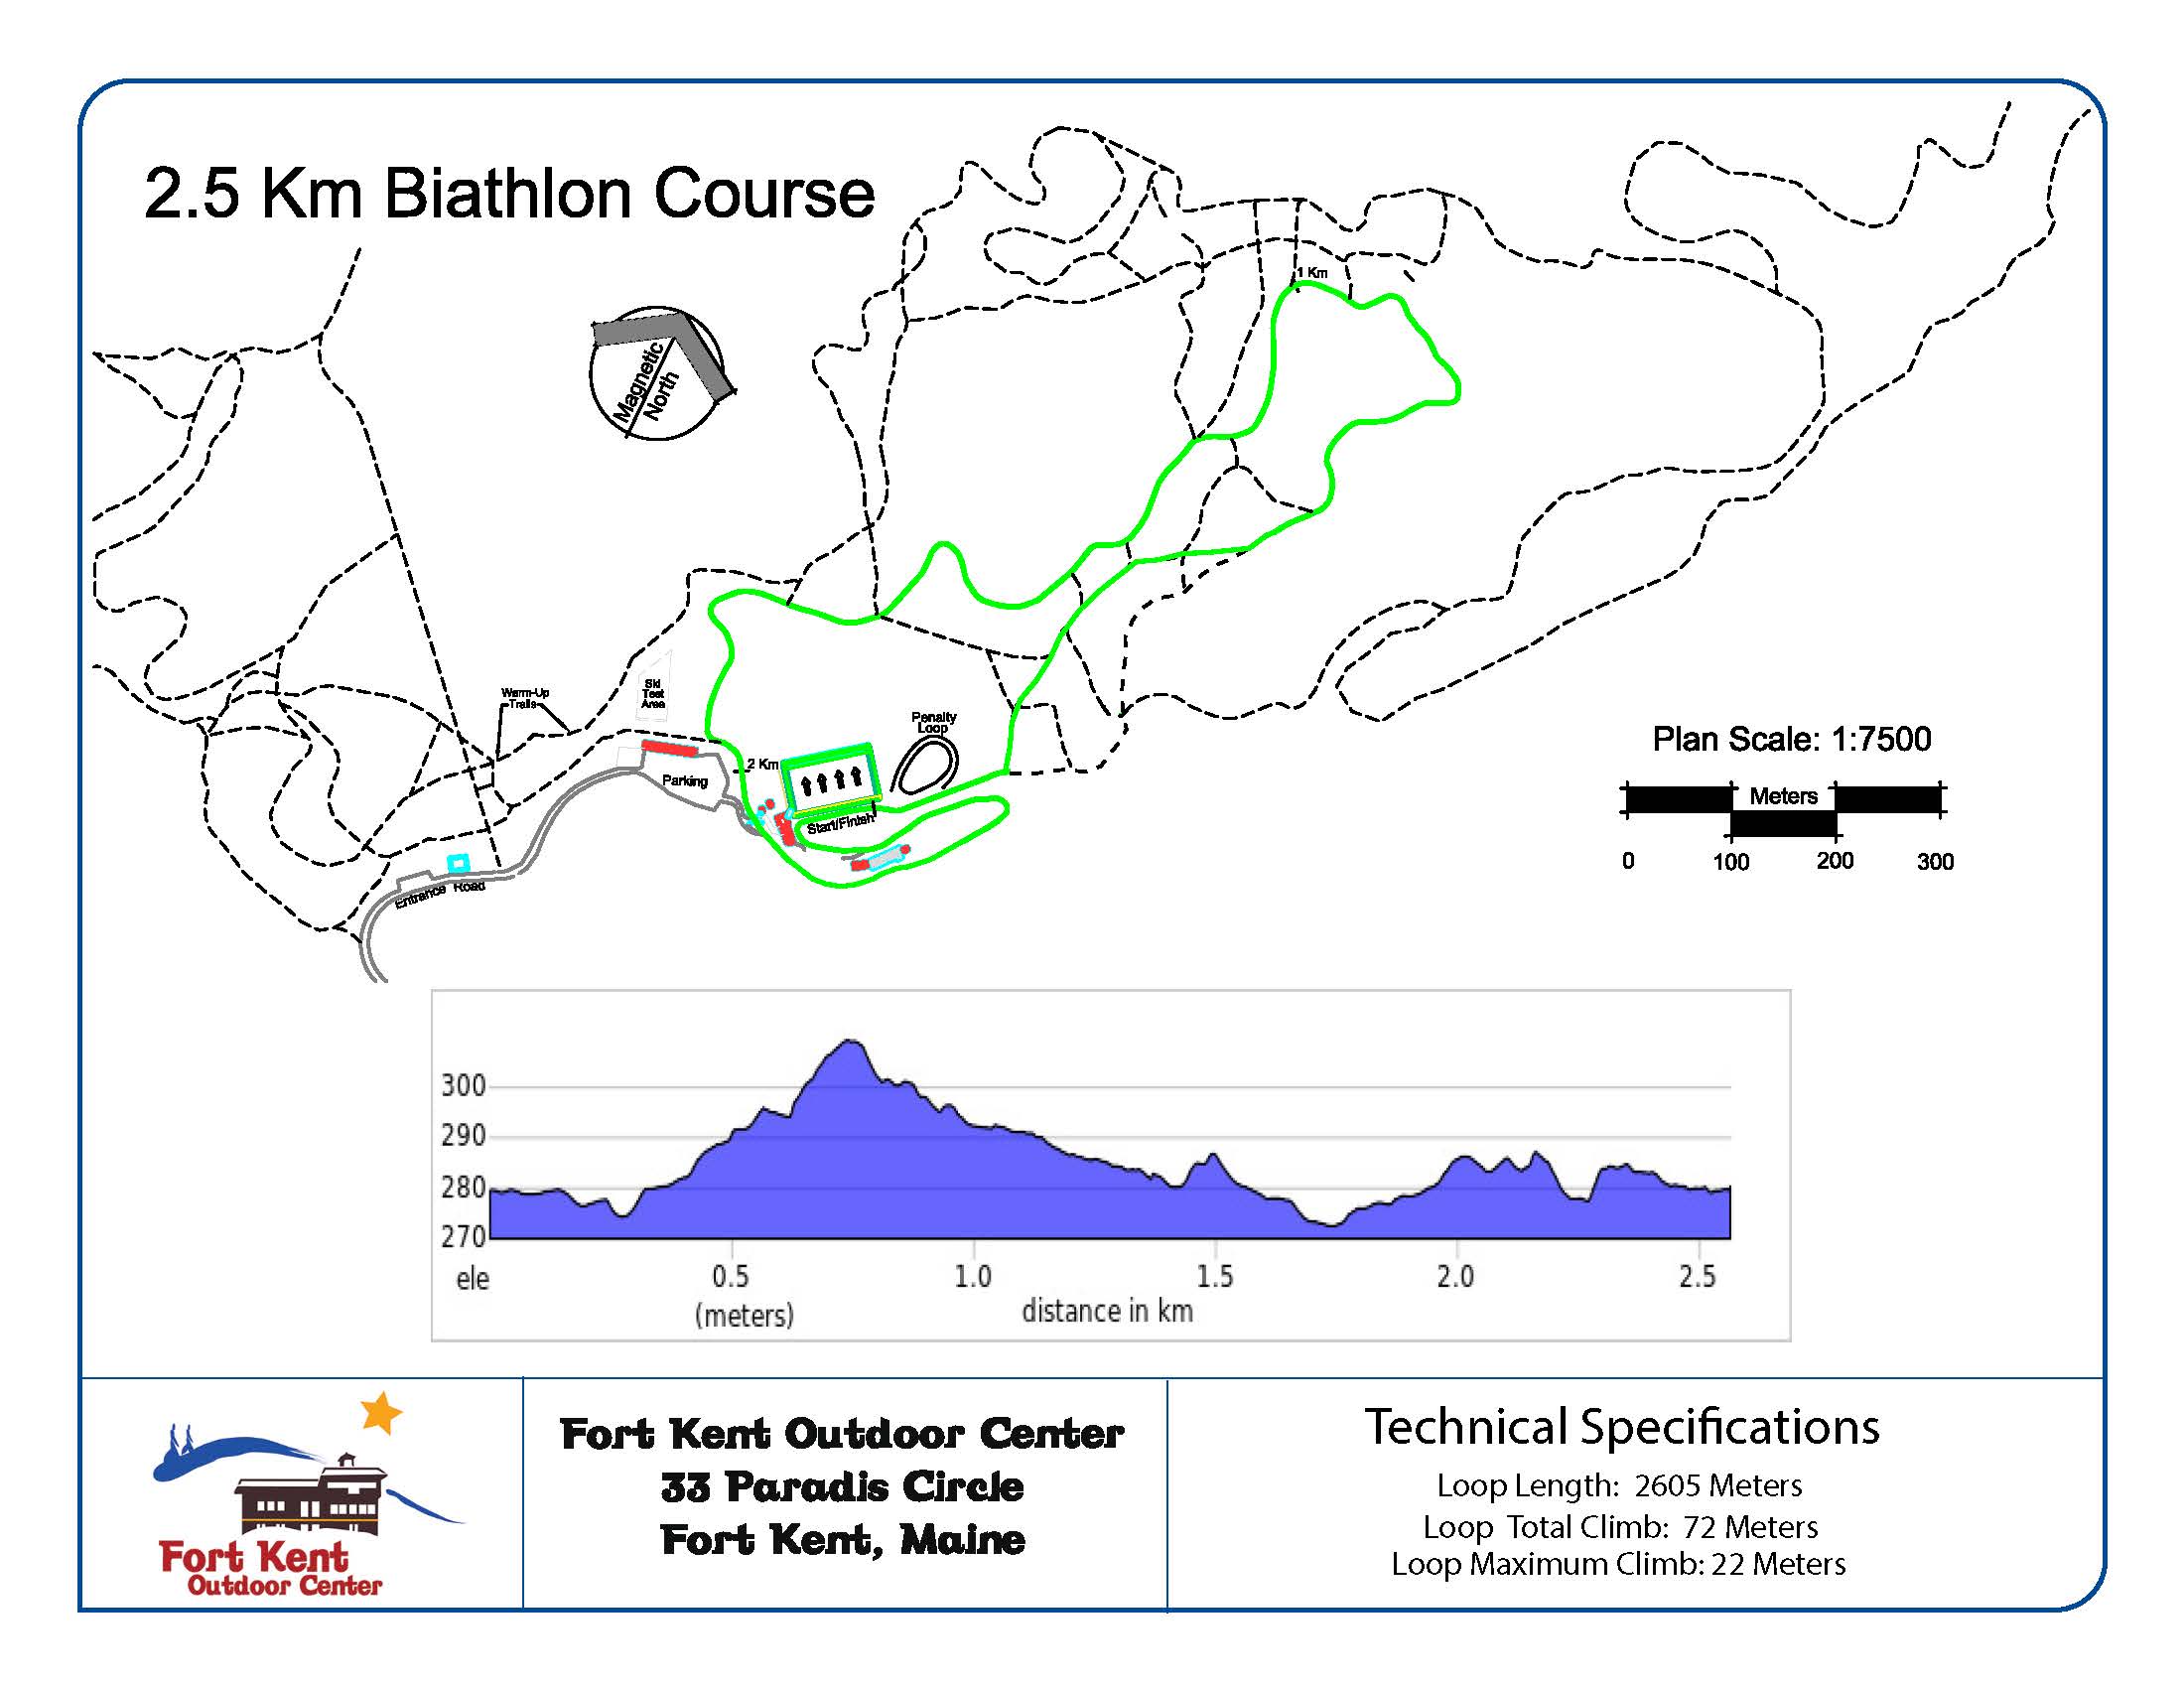 2.5 Km Biathlon Course
1 Km
Magnetic
North
Ski
Test
Area
Warm-Up
Trails
Penalty
Loop
2 Km
Parking
Start/Finish
Entrance Road
Plan Scale: 1:7500
Meters
0 100 200 300
300
290
280
270
ele 0.5 1.0 1.5 2.0 2.5
(meters) distance in km
Fort Kent
Outdoor Center
Fort Kent Outdoor Center
33 Paradis Circle
Fort Kent, Maine
Technical Specifications
Loop Length: 2605 Meters
Loop Total Climb: 72 Meters
Loop Maximum Climb: 22 Meters